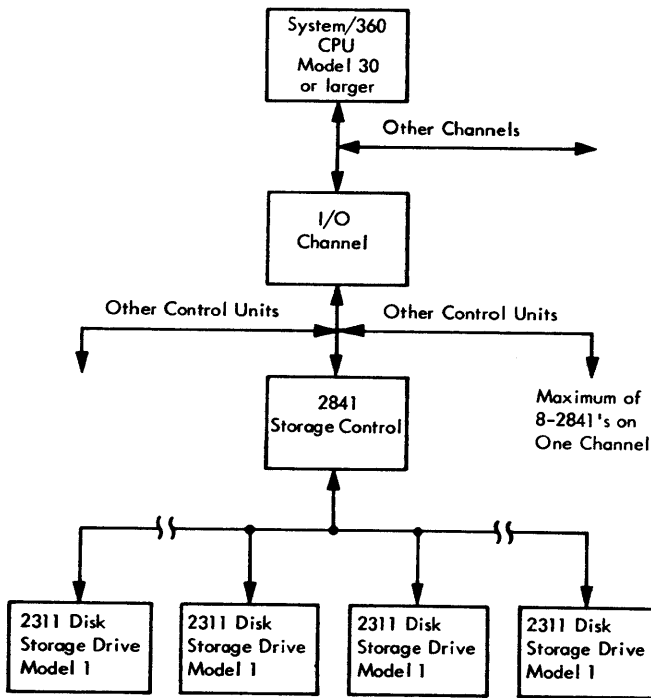 System/360
CPU
Model 30
or larger
Other Channels
I/O
Channel
Other Control Units
Other Control Units
2841
Storage Control
Maximum of
8-2841's on
One Channel
2311 Disk
Storage Drive
Model 1
2311 Disk
Storage Drive
Model 1
2311 Disk
Storage Drive
Model 1
2311 Disk
Storage Drive
Model 1